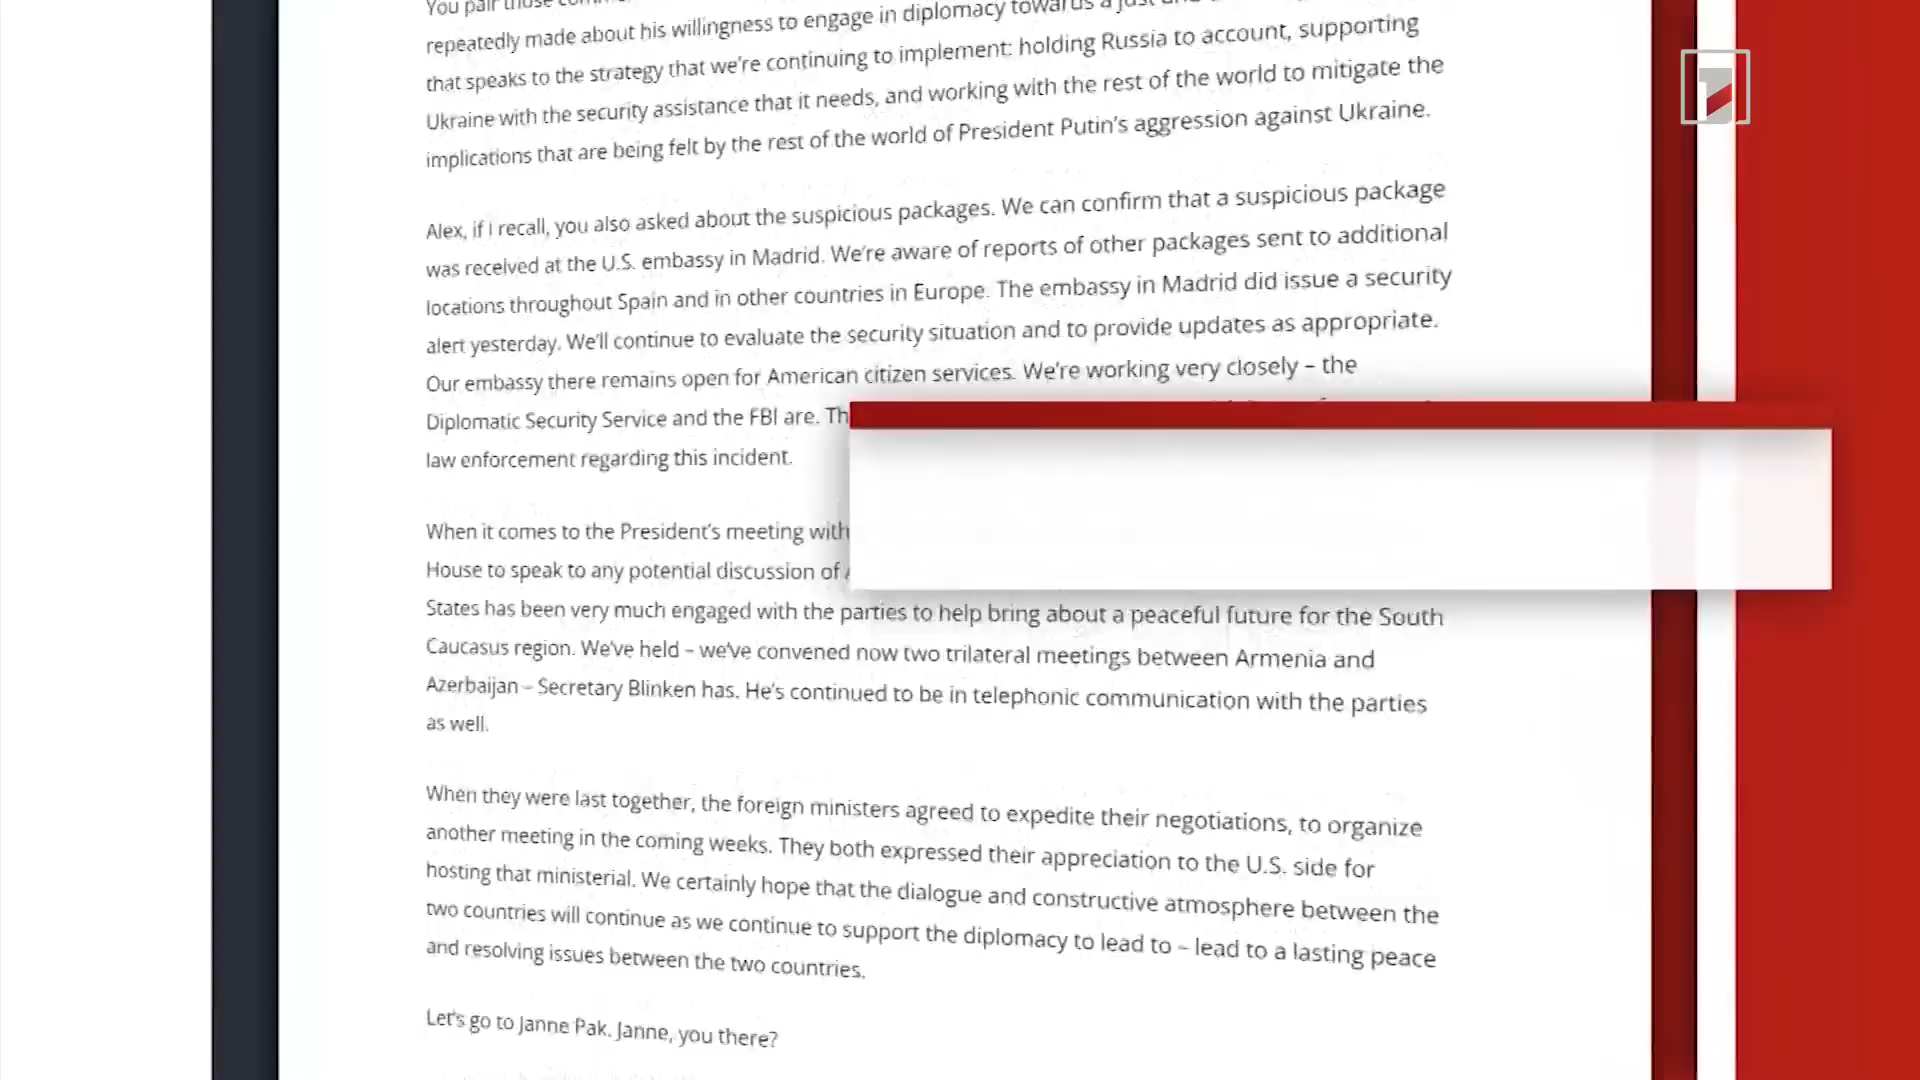 You pair those
repeatedly made about his willingness to engage in diplomacy towards a just
that speaks to the strategy that we're continuing to implement: holding Russia to account, supporting
Ukraine with the security assistance that it needs, and working with the rest of the world to mitigate the
implications that are being felt by the rest of the world of President Putin's aggression against Ukraine.
Alex, if I recall, you also asked about the suspicious packages. We can confirm that a suspicious package
was received at the U.S. embassy in Madrid. We're aware of reports of other packages sent to additional
locations throughout Spain and in other countries in Europe. The embassy in Madrid did issue a security
alert yesterday. We'll continue to evaluate the security situation and to provide updates as appropriate.
Our embassy there remains open for American citizen services. We're working very closely – the
Diplomatic Security Service and the FBI are. Th
law enforcement regarding this incident.
When it comes to the President's meeting with
House to speak to any potential discussion of
States has been very much engaged with the parties to help bring about a peaceful future for the South
Caucasus region. We've held – we've convened now two trilateral meetings between Armenia and
Azerbaijan – Secretary Blinken has. He's continued to be in telephonic communication with the parties
as well.
When they were last together, the foreign ministers agreed to expedite their negotiations, to organize
another meeting in the coming weeks. They both expressed their appreciation to the U.S. side for
hosting that ministerial. We certainly hope that the dialogue and constructive atmosphere between the
two countries will continue as we continue to support the diplomacy to lead to – lead to a lasting peace
and resolving issues between the two countries.
Let's go to Janne Pak. Janne, you there?